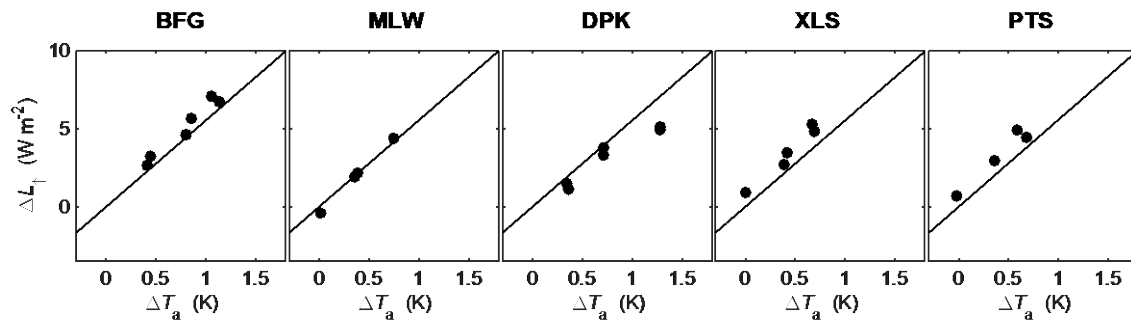 BFG MLW DPK XLS PTS
10
5
0
ΔL↑ (W m-2)
0 0.5 1 1.5 0 0.5 1 1.5 0 0.5 1 1.5 0 0.5 1 1.5 0 0.5 1 1.5
ΔTa (K) ΔTa (K) ΔTa (K) ΔTa (K) ΔTa (K)